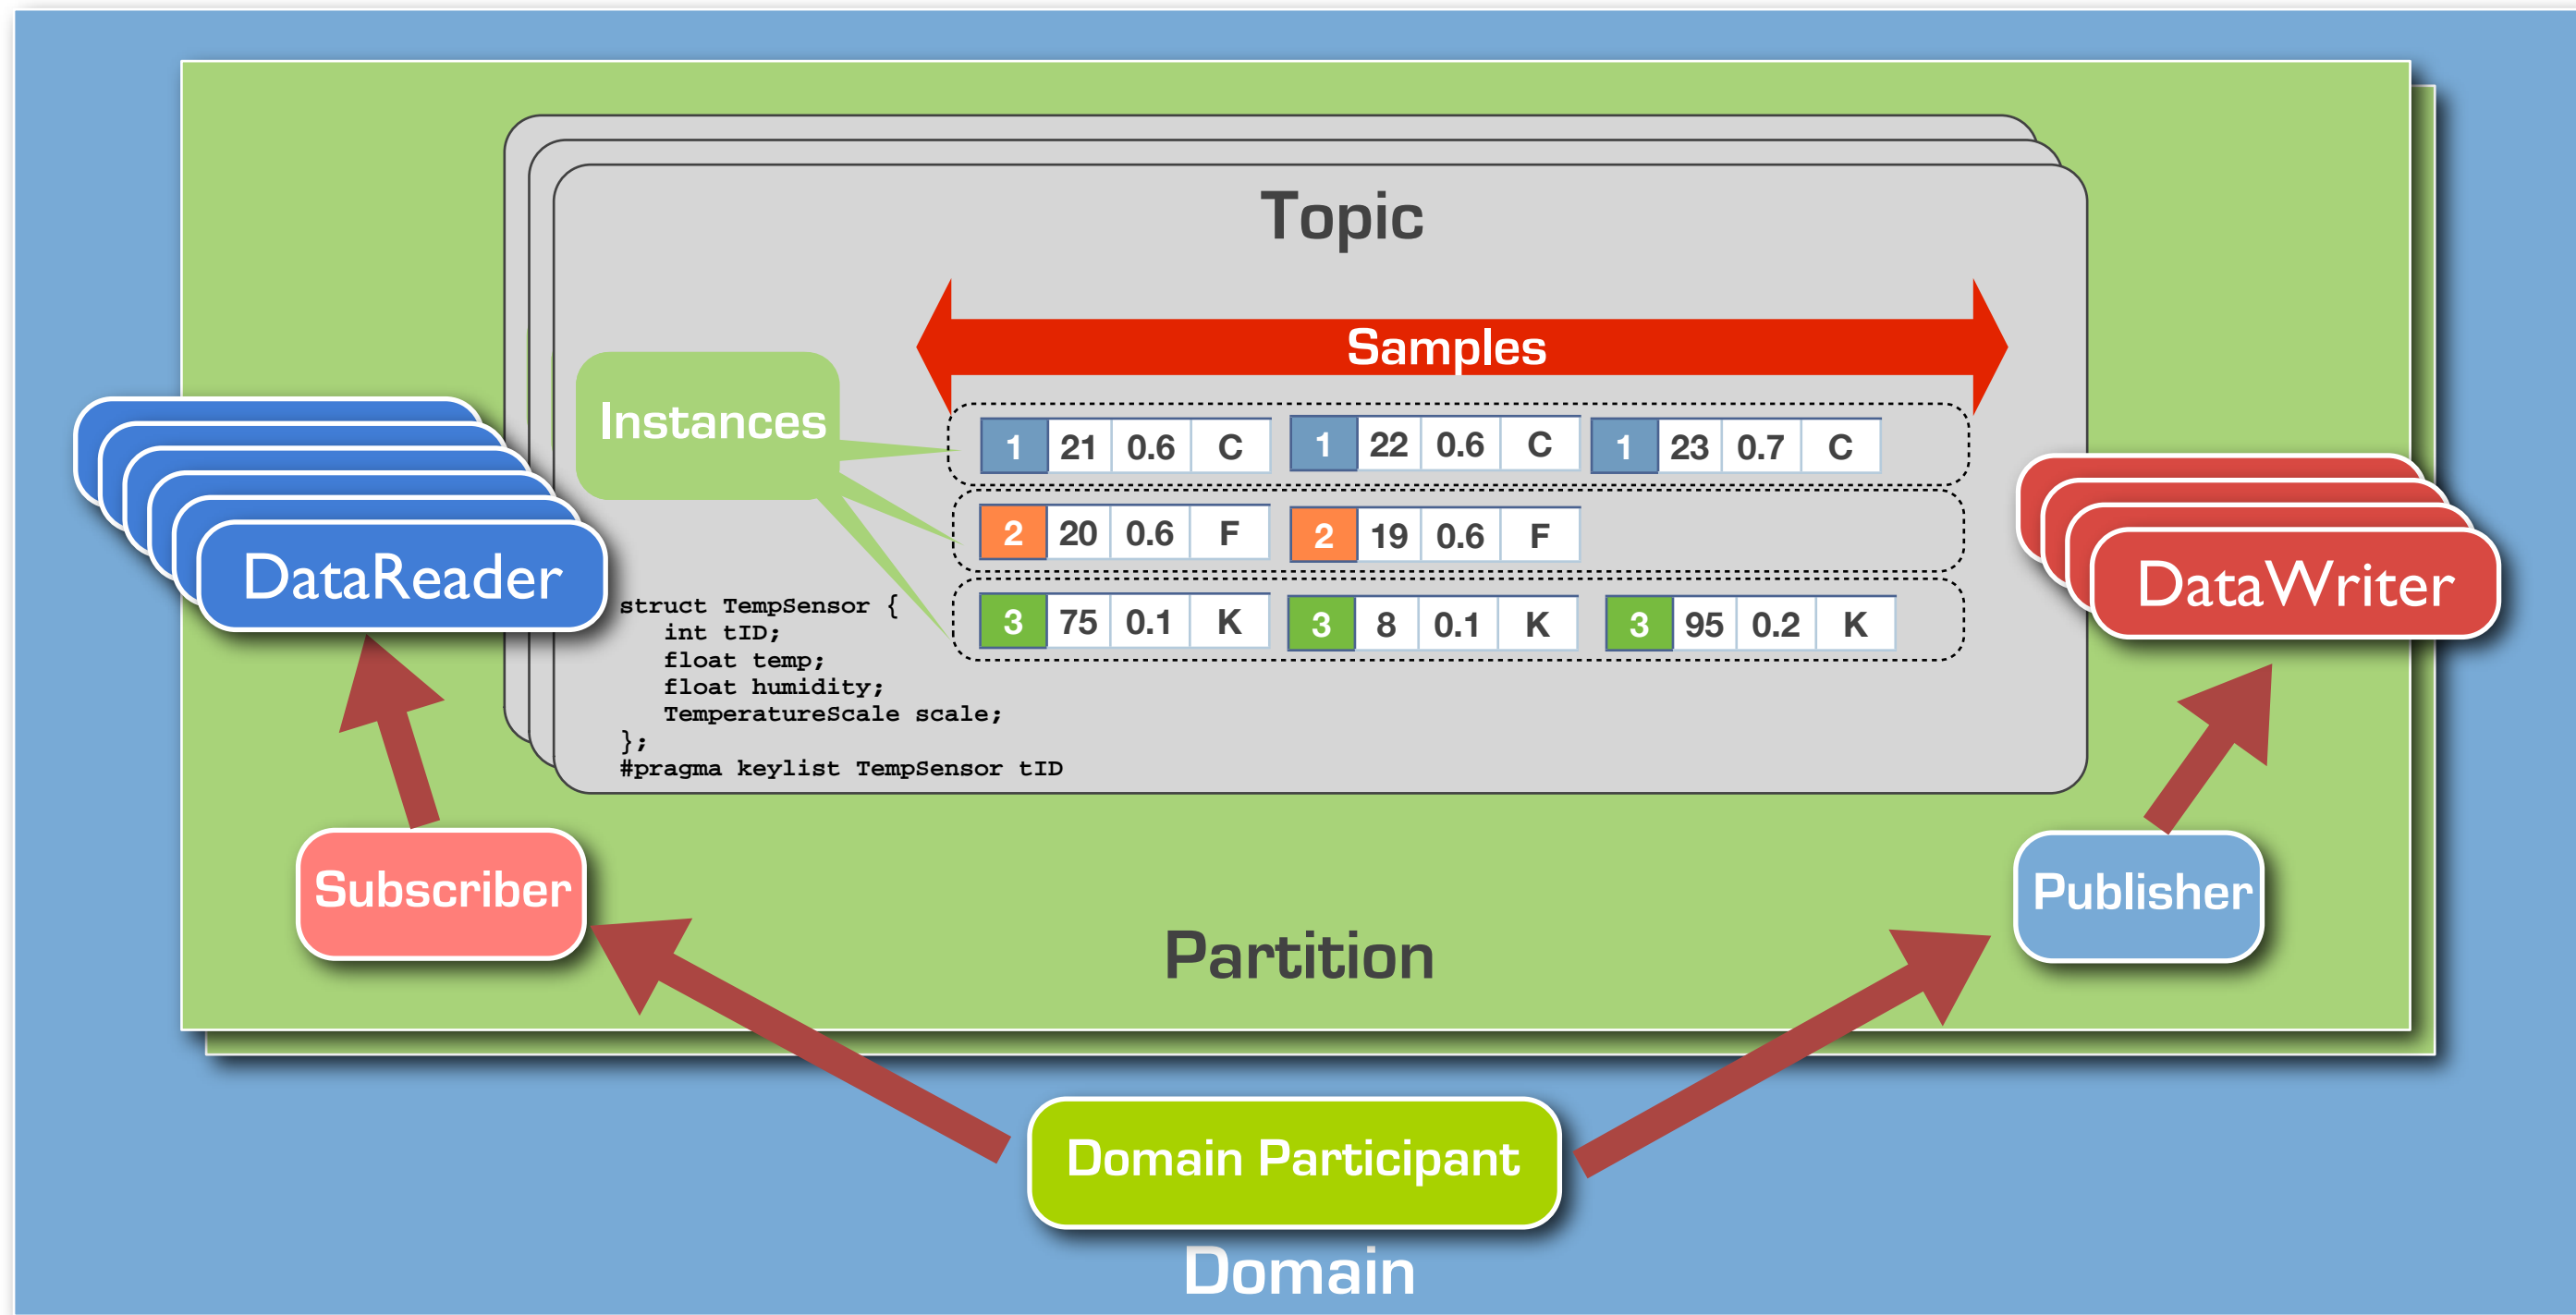 Topic
Samples
Instances
1 21 0.6 C 1 22 0.6 C 1 23 0.7 C
2 20 0.6 F 2 19 0.6 F
3 75 0.1 K 3 8 0.1 K 3 95 0.2 K
DataReader
DataWriter
struct TempSensor {
int tID;
float temp;
float humidity;
TemperatureScale scale;
};
#pragma keylist TempSensor tID
Subscriber
Publisher
Partition
Domain Participant
Domain